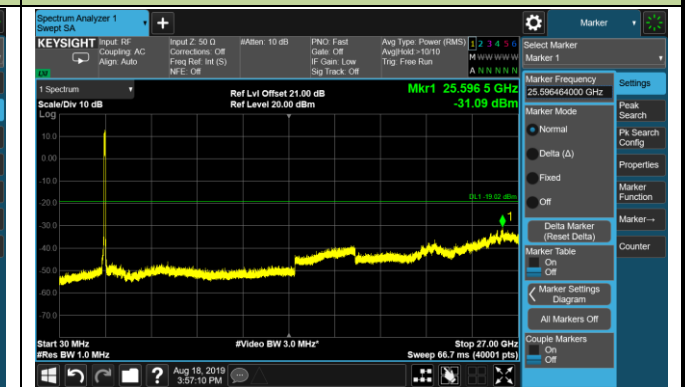 Spectrum Analyzer 1
Swept SA
Marker
KEYSIGHT
Input: RF
Coupling: AC
Align: Auto
Input Z: 50 Ω
Corrections: Off
Freq Ref: Int (S)
NFE: Off
#Atten: 10 dB
PNO: Fast
Gate: Off
IF Gain: Low
Sig Track: Off
Avg Type: Power (RMS)
Avg|Hold >10/10
Trig: Free Run
1 2 3 4 5 6
M W W W W W
A N N N N N
Select Marker
Marker 1
1 Spectrum
Scale/Div 10 dB
Log
Ref Lvl Offset 21.00 dB
Ref Level 20.00 dBm
Mkr1 25.596 5 GHz
-31.09 dBm
Marker Frequency
25.596464000 GHz
Settings
Peak
Search
Pk Search
Config
Properties
Marker
Function
Marker→
Counter
Marker Mode
Normal
Delta (Δ)
Fixed
Off
Delta Marker
(Reset Delta)
Marker Table
On
Off
Marker Settings
Diagram
All Markers Off
Couple Markers
On
Off
10.0
0.00
-10.0
-20.0
-30.0
-40.0
-50.0
-60.0
-70.0
DL1 -19.02 dBm
1
Start 30 MHz
#Res BW 1.0 MHz
#Video BW 3.0 MHz*
Stop 27.00 GHz
Sweep 66.7 ms (40001 pts)
?
Aug 18, 2019
3:57:10 PM